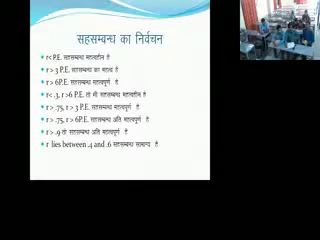 सहसम्बन्ध का निर्वचन
r< P.E. सहसम्बन्ध महत्वहीन है
r > 3 P.E. सहसम्बन्ध का महत्व है
r > 6P.E. सहसम्बन्ध महत्वपूर्ण है
r< .3, r >6 P.E. तो भी सहसम्बन्ध महत्वहीन है
r > .75, r > 3 P.E. सहसम्बन्ध महत्वपूर्ण है
r > .75, r > 6P.E. सहसम्बन्ध अति महत्वपूर्ण है
r > .9 तो सहसम्बन्ध अति महत्वपूर्ण है
r lies between .4 and .6 सहसम्बन्ध सामान्य है